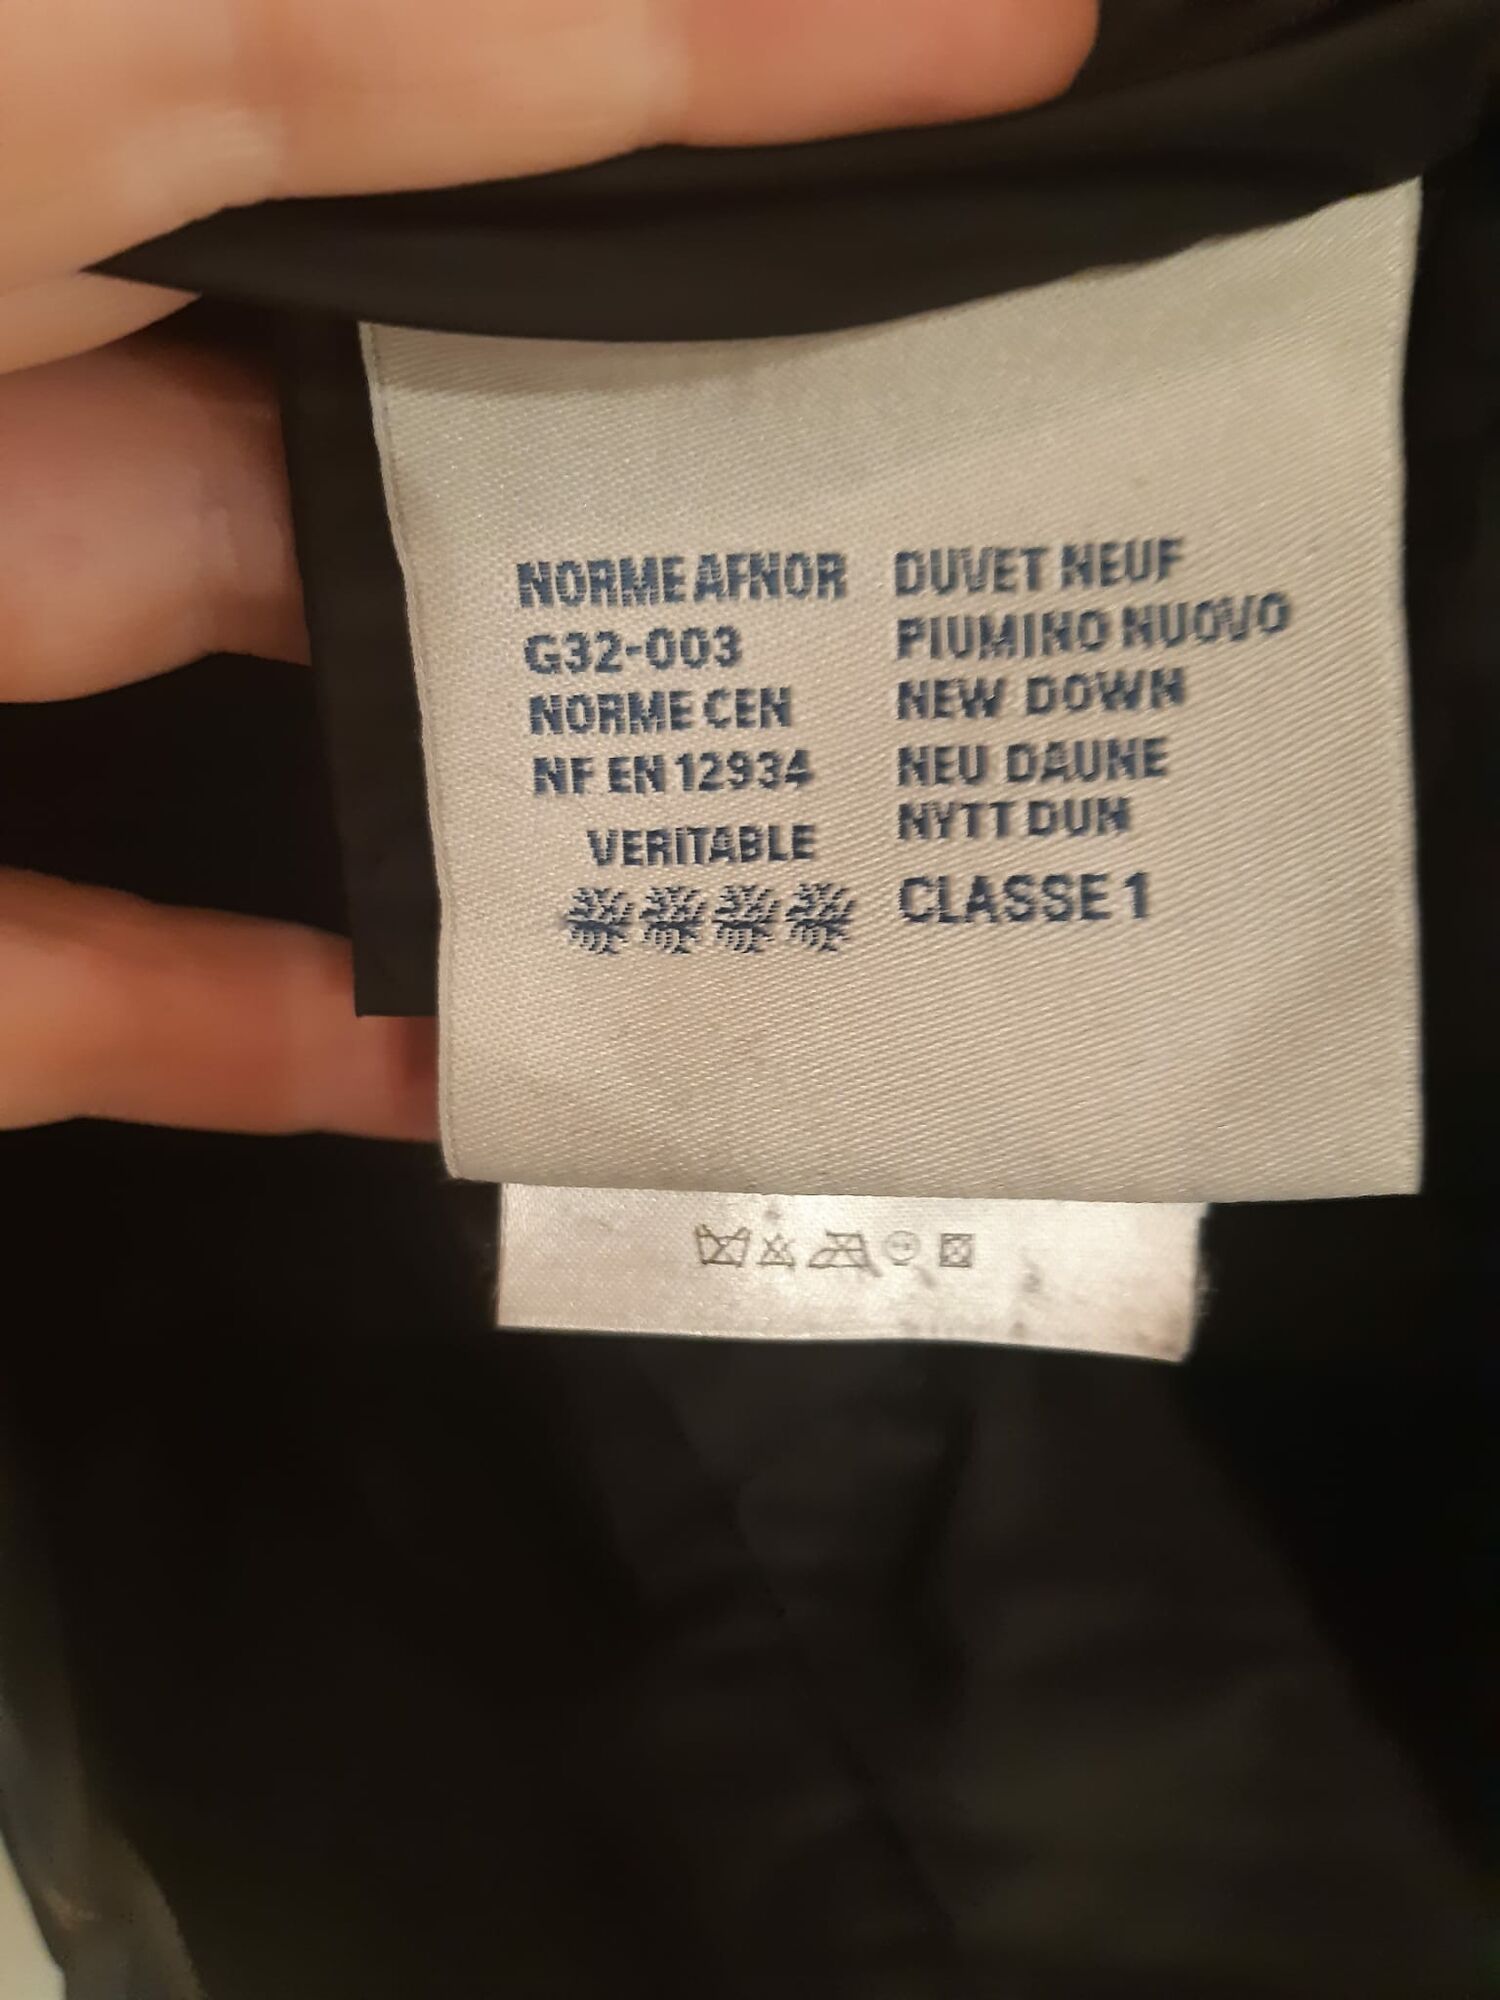 NORME AFNOR
G32-003
NORME CEN
NF EN 12934
VERITABLE
DUVET NEUF
PIUMINO NUOVO
NEW DOWN
NEU DAUNE
NYTT DUN
CLASSE 1